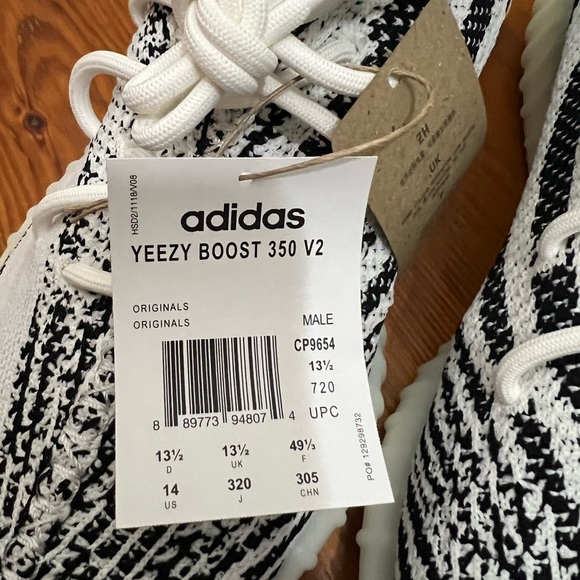 HSD2/1118/V08
adidas
YEEZY BOOST 350 V2
ORIGINALS
ORIGINALS
MALE
CP9654
13½
720
8 89773 94807 4 UPC
13½ 13½ 49⅓
D UK F
14 320 305
US J CHN
PO# 129298732
ZH
UK